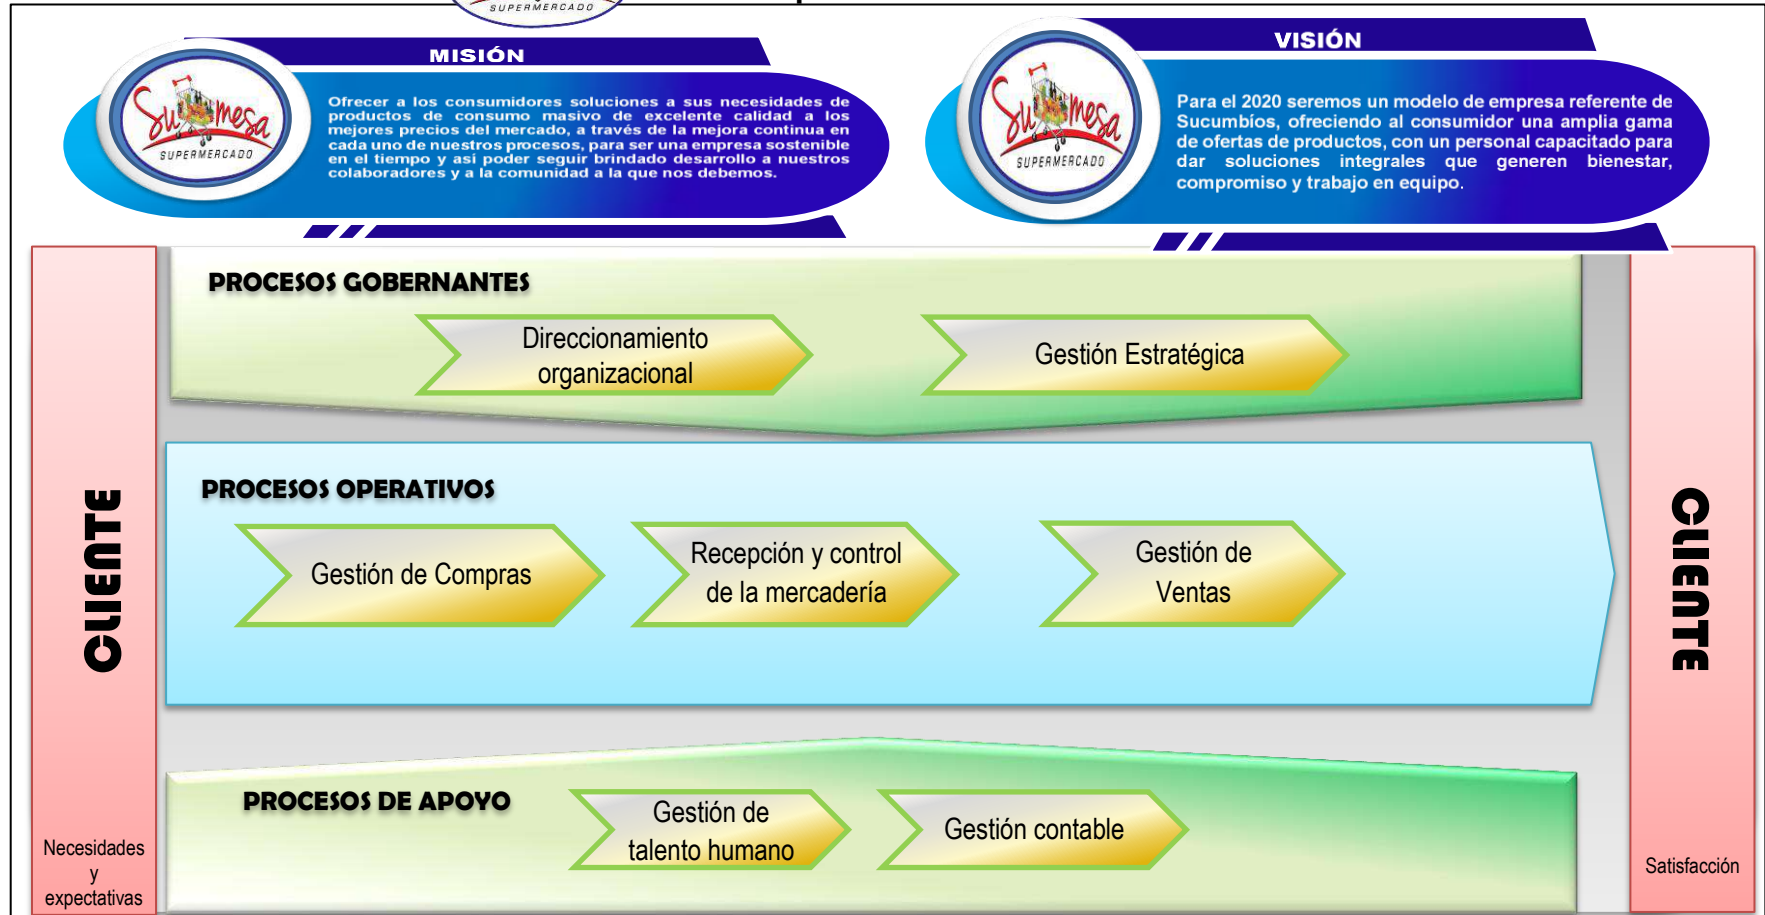 SUPERMERCADO
MISIÓN
Su mesa
SUPERMERCADO
Ofrecer a los consumidores soluciones a sus necesidades de
productos de consumo masivo de excelente calidad a los
mejores precios del mercado, a través de la mejora continua en
cada uno de nuestros procesos, para ser una empresa sostenible
en el tiempo y así poder seguir brindado desarrollo a nuestros
colaboradores y a la comunidad a la que nos debemos.
VISIÓN
Su mesa
SUPERMERCADO
Para el 2020 seremos un modelo de empresa referente de
Sucumbíos, ofreciendo al consumidor una amplia gama
de ofertas de productos, con un personal capacitado para
dar soluciones integrales que generen bienestar,
compromiso y trabajo en equipo.
CLIENTE
Necesidades
y
expectativas
PROCESOS GOBERNANTES
Direccionamiento
organizacional
Gestión Estratégica
PROCESOS OPERATIVOS
Gestión de Compras
Recepción y control
de la mercadería
Gestión de
Ventas
PROCESOS DE APOYO
Gestión de
talento humano
Gestión contable
CLIENTE
Satisfacción